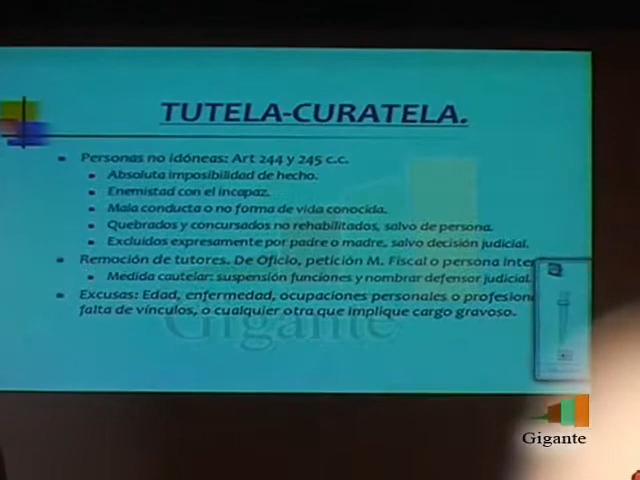 TUTELA-CURATELA.
Personas no idóneas: Art 244 y 245 c.c.
Absoluta imposibilidad de hecho.
Enemistad con el incapaz.
Mala conducta o no forma de vida conocida.
Quebrados y concursados no rehabilitados, salvo de persona.
Excluidos expresamente por padre o madre, salvo decisión judicial.
Remoción de tutores. De Oficio, petición M. Fiscal o persona inte
Medida cautelar: suspensión funciones y nombrar defensor judicial.
Excusas: Edad, enfermedad, ocupaciones personales o profesion
falta de vínculos, o cualquier otra que implique cargo gravoso.
Gigante
Gigante